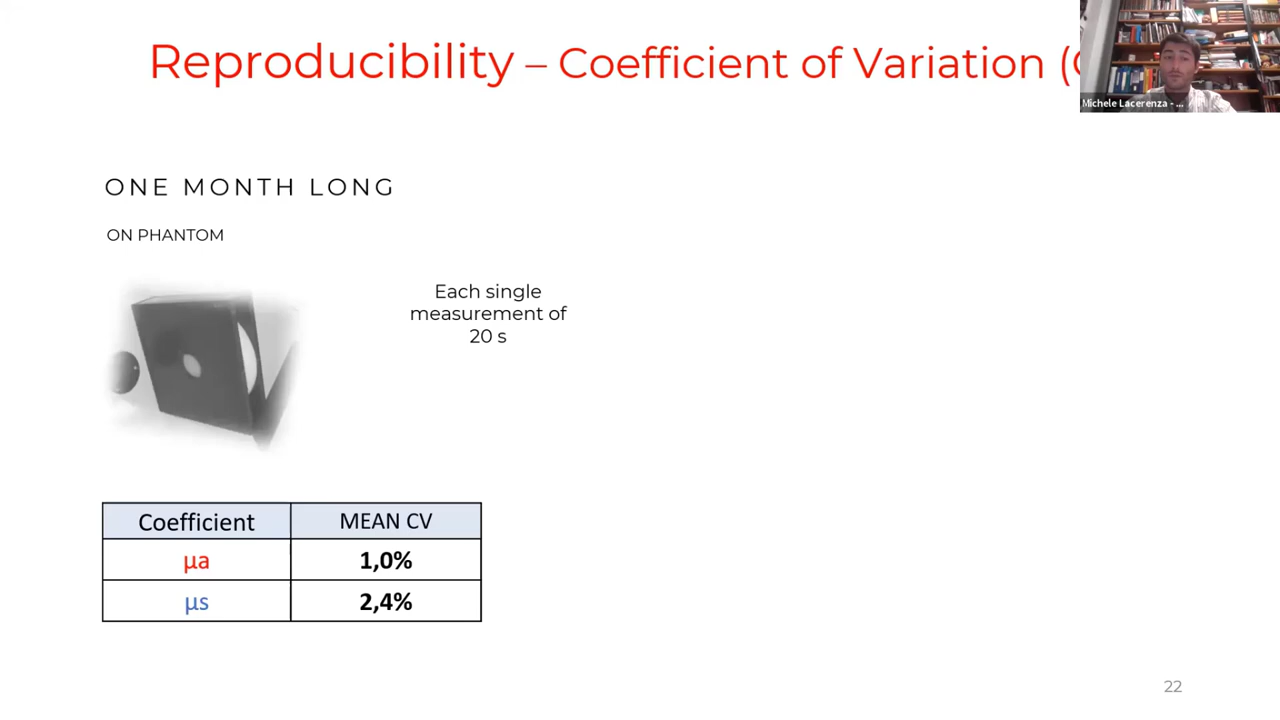 Reproducibility – Coefficient of Variation (
Michele Lacerenza - ...
ONE MONTH LONG
ON PHANTOM
Each single
measurement of
20 s
Coefficient MEAN CV
μa 1,0%
μs 2,4%
22